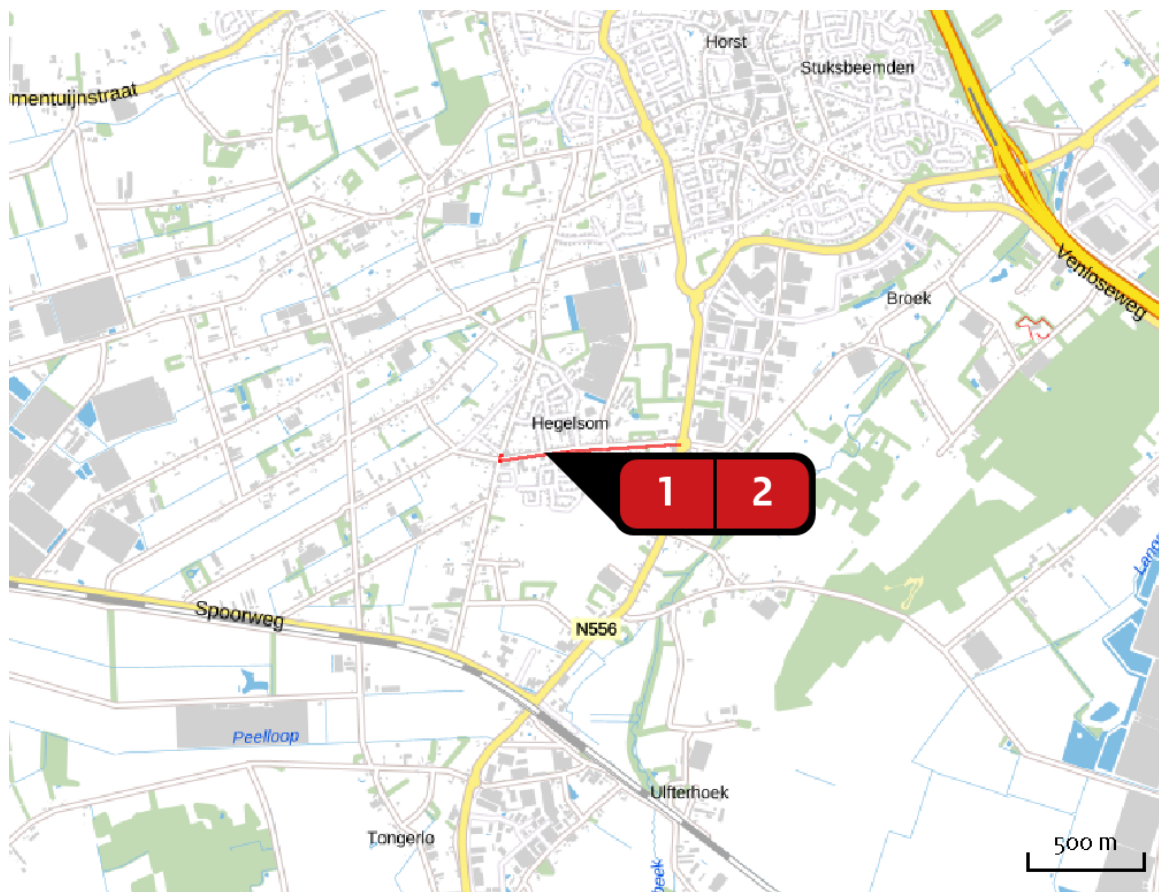 Horst
Stuksbeemden
mentuijnstraat
Venloseweg
Broek
Hegelsom
1 2
Spoorweg
N556
Peelloop
Ulfterhoek
Tongerlo
500 m